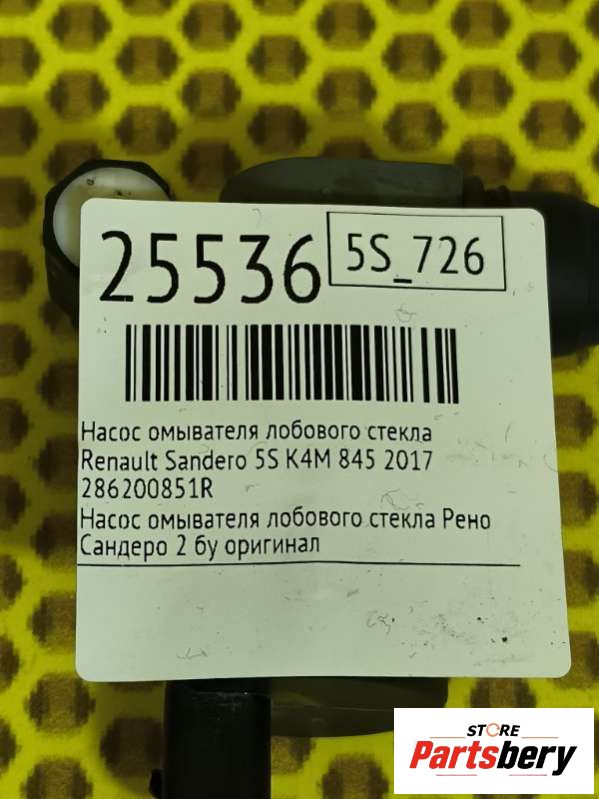 25536
5S_726
Насос омывателя лобового стекла
Renault Sandero 5S K4M 845 2017
286200851R
Насос омывателя лобового стекла Рено
Сандеро 2 бу оригинал
STORE
Partsbery